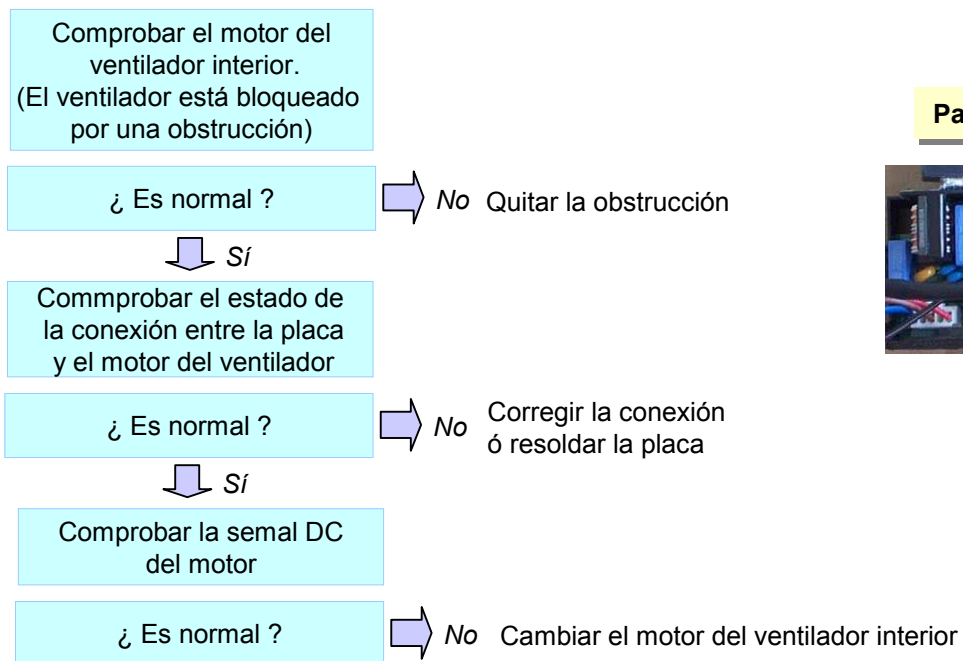 Comprobar el motor del
ventilador interior.
(El ventilador está bloqueado
por una obstrucción)
Pa
¿ Es normal ?
No
Quitar la obstrucción
Sí
Commprobar el estado de
la conexión entre la placa
y el motor del ventilador
¿ Es normal ?
No
Corregir la conexión
ó resoldar la placa
Sí
Comprobar la semal DC
del motor
¿ Es normal ?
No
Cambiar el motor del ventilador interior